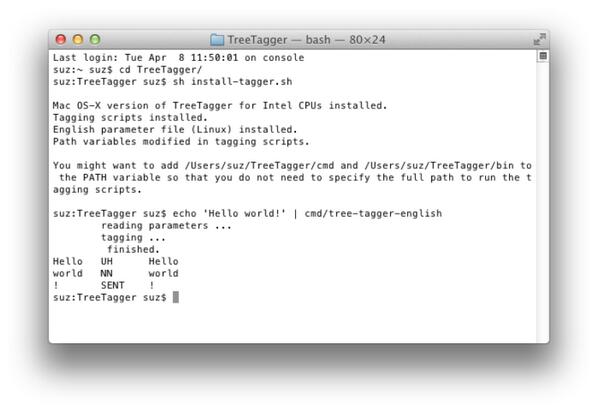 TreeTagger — bash — 80×24
Last login: Tue Apr  8 11:50:01 on console
suz:~ suz$ cd TreeTagger/
suz:TreeTagger suz$ sh install-tagger.sh

Mac OS-X version of TreeTagger for Intel CPUs installed.
Tagging scripts installed.
English parameter file (Linux) installed.
Path variables modified in tagging scripts.

You might want to add /Users/suz/TreeTagger/cmd and /Users/suz/TreeTagger/bin to
 the PATH variable so that you do not need to specify the full path to run the t
agging scripts.

suz:TreeTagger suz$ echo 'Hello world!' | cmd/tree-tagger-english
        reading parameters ...
        tagging ...
         finished.
Hello   UH      Hello
world   NN      world
!       SENT    !
suz:TreeTagger suz$